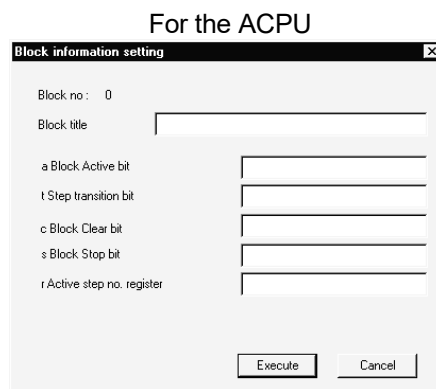 For the ACPU
Block information setting
Block no : 0
Block title
a Block Active bit
t Step transition bit
c Block Clear bit
s Block Stop bit
r Active step no. register
Execute Cancel